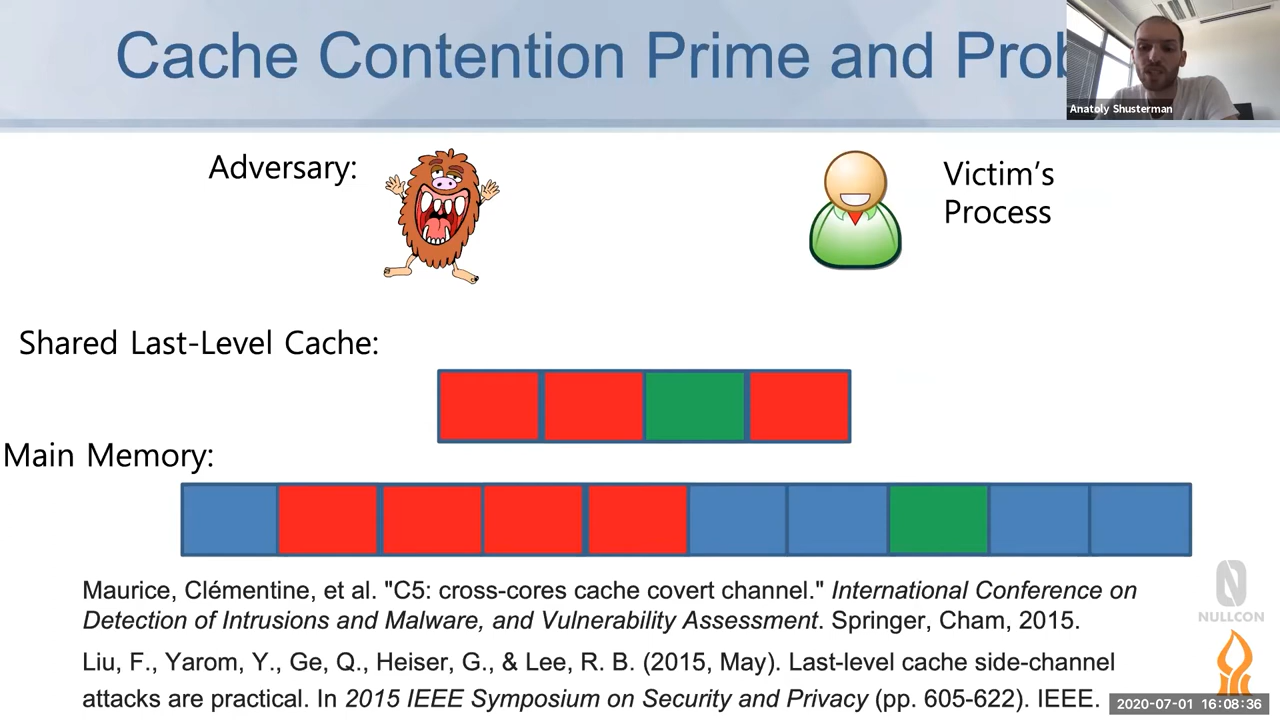 Cache Contention Prime and Prob
Anatoly Shusterman
Adversary:
Victim's
Process
Shared Last-Level Cache:
Main Memory:
Maurice, Clémentine, et al. "C5: cross-cores cache covert channel." International Conference on
Detection of Intrusions and Malware, and Vulnerability Assessment. Springer, Cham, 2015.
Liu, F., Yarom, Y., Ge, Q., Heiser, G., & Lee, R. B. (2015, May). Last-level cache side-channel
attacks are practical. In 2015 IEEE Symposium on Security and Privacy (pp. 605-622). IEEE.
NULLCON
2020-07-01 16:08:36